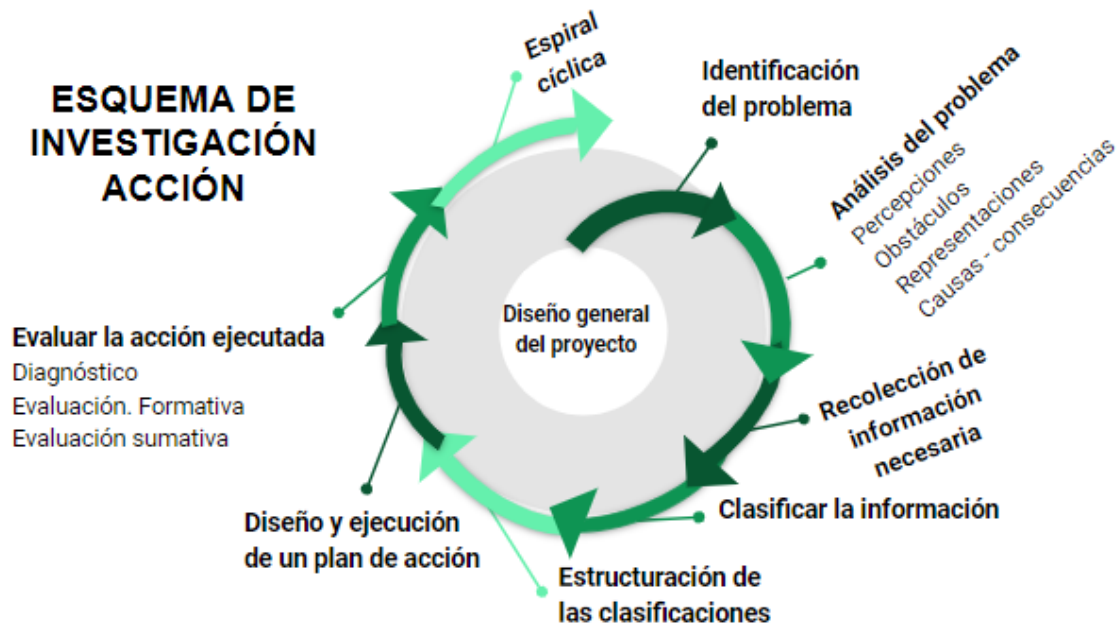 ESQUEMA DE
INVESTIGACIÓN
ACCIÓN
Espiral
cíclica
Identificación
del problema
Análisis del problema
Percepciones
Obstáculos
Representaciones
Causas - consecuencias
Diseño general
del proyecto
Recolección de
información
necesaria
Clasificar la información
Estructuración de
las clasificaciones
Diseño y ejecución
de un plan de acción
Evaluar la acción ejecutada
Diagnóstico
Evaluación. Formativa
Evaluación sumativa